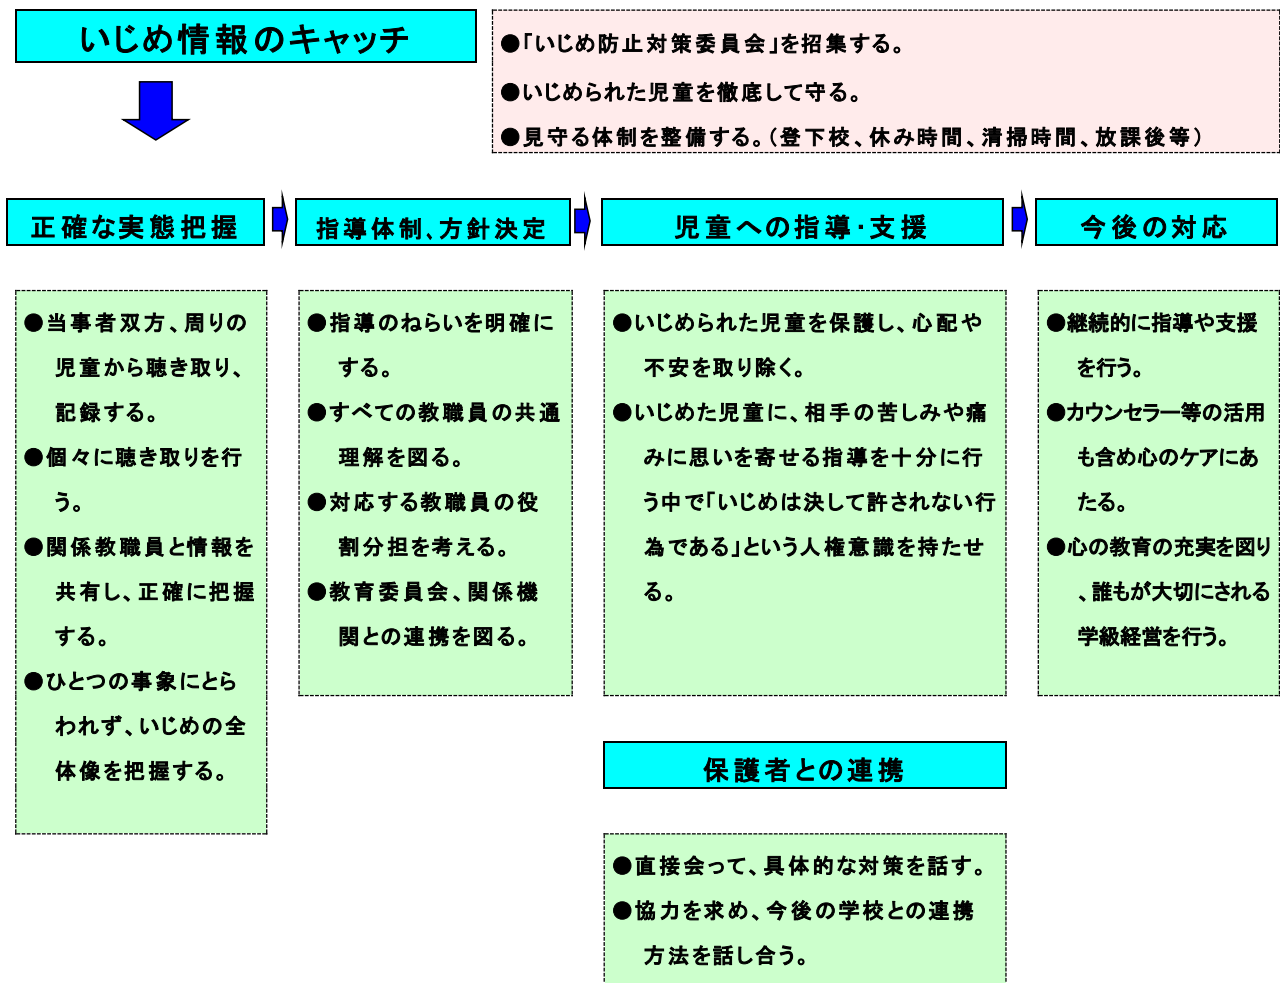 いじめ情報のキャッチ
●「いじめ防止対策委員会」を招集する。
●いじめられた児童を徹底して守る。
●見守る体制を整備する。（登下校、休み時間、清掃時間、放課後等）
正確な実態把握
指導体制、方針決定
児童への指導・支援
今後の対応
●当事者双方、周りの
児童から聴き取り、
記録する。
●個々に聴き取りを行
う。
●関係教職員と情報を
共有し、正確に把握
する。
●ひとつの事象にとら
われず、いじめの全
体像を把握する。
●指導のねらいを明確に
する。
●すべての教職員の共通
理解を図る。
●対応する教職員の役
割分担を考える。
●教育委員会、関係機
関との連携を図る。
●いじめられた児童を保護し、心配や
不安を取り除く。
●いじめた児童に、相手の苦しみや痛
みに思いを寄せる指導を十分に行
う中で「いじめは決して許されない行
為である」という人権意識を持たせ
る。
●継続的に指導や支援
を行う。
●カウンセラー等の活用
も含め心のケアにあ
たる。
●心の教育の充実を図り
、誰もが大切にされる
学級経営を行う。
保護者との連携
●直接会って、具体的な対策を話す。
●協力を求め、今後の学校との連携
方法を話し合う。